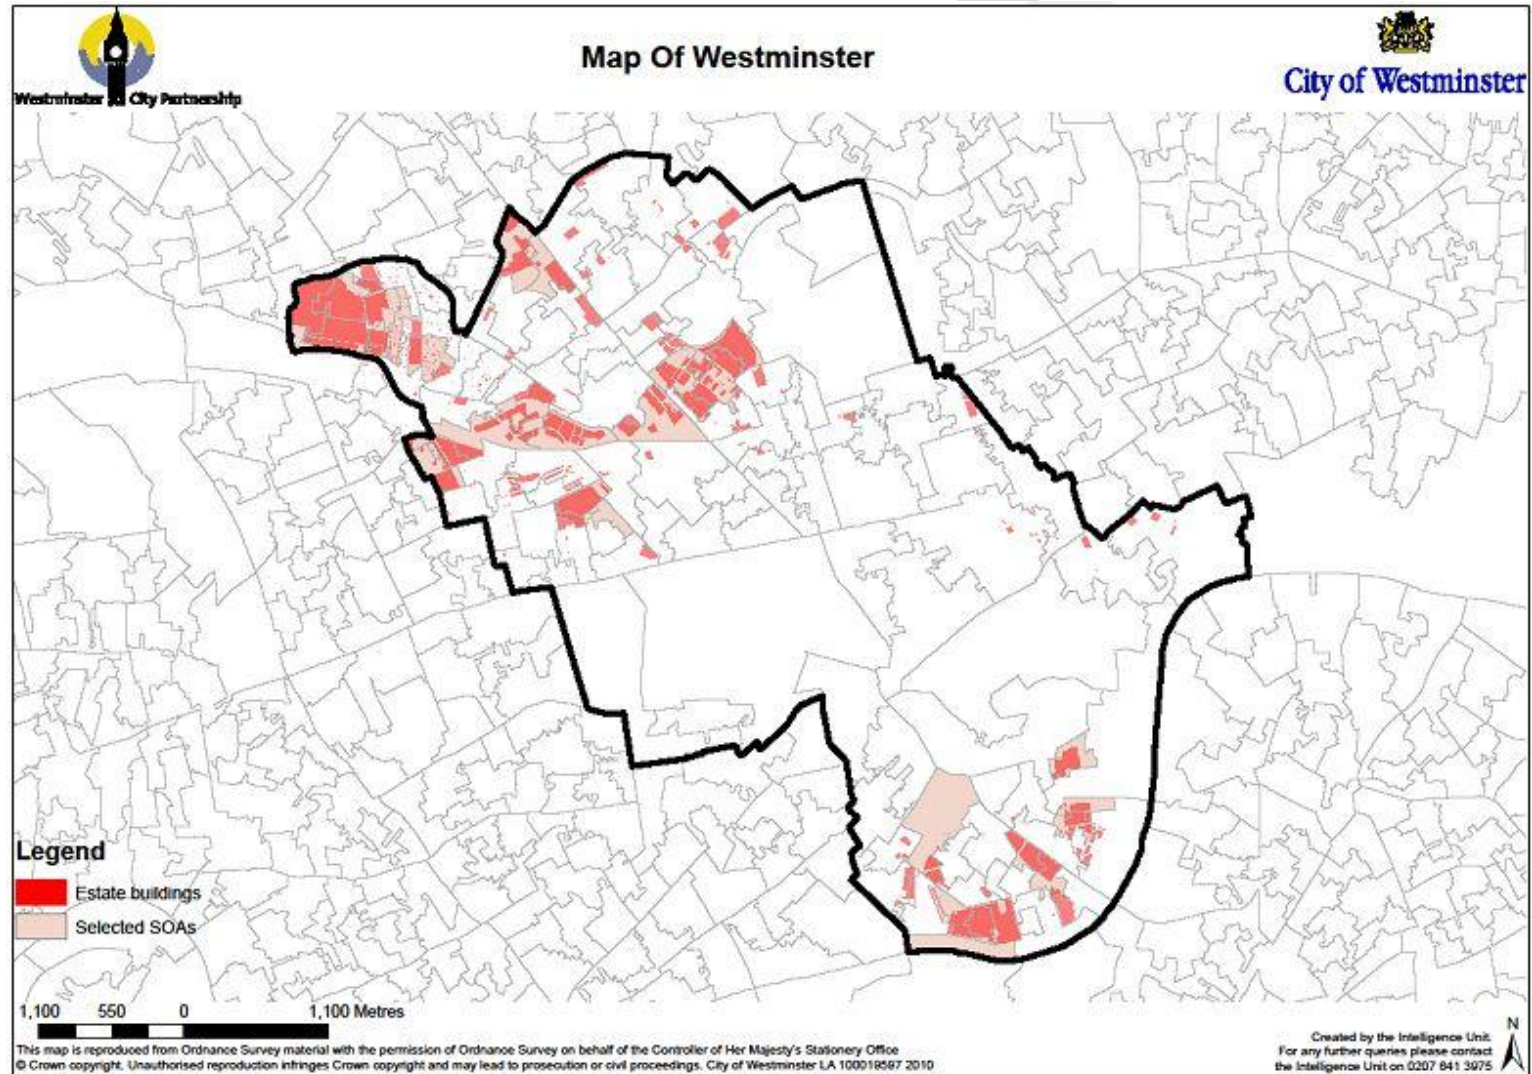 Westminster City Partnership
Map Of Westminster
City of Westminster
Legend
Estate buildings
Selected SOAs
1,100 550 0 1,100 Metres
This map is reproduced from Ordnance Survey material with the permission of Ordnance Survey on behalf of the Controller of Her Majesty's Stationery Office
© Crown copyright. Unauthorised reproduction infringes Crown copyright and may lead to prosecution or civil proceedings. City of Westminster LA 100019597 2010
Created by the Intelligence Unit.
For any further queries please contact
the Intelligence Unit on 0207 641 3975
N